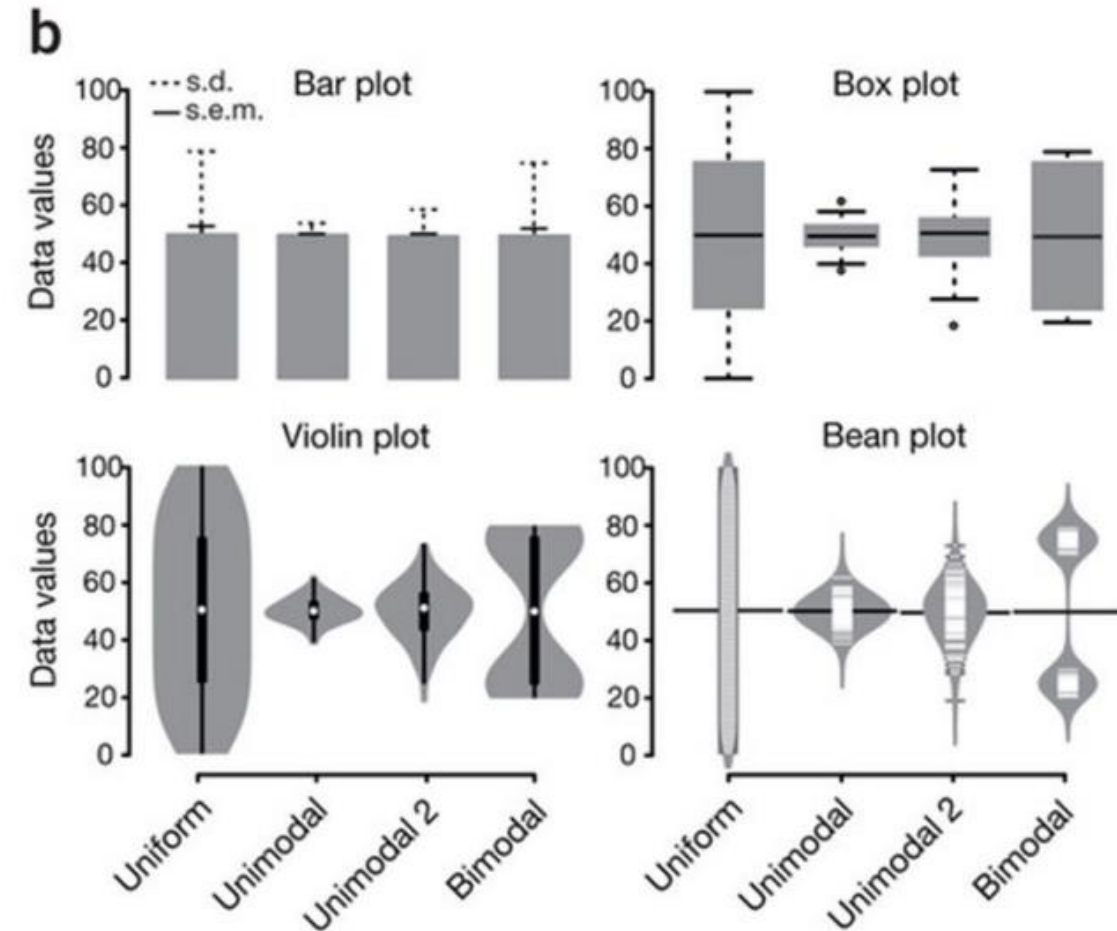 b
Bar plot
s.d.
s.e.m.
Data values
100
80
60
40
20
0
Box plot
100
80
60
40
20
0
Violin plot
Data values
100
80
60
40
20
0
Uniform
Unimodal
Unimodal 2
Bimodal
Bean plot
100
80
60
40
20
0
Uniform
Unimodal
Unimodal 2
Bimodal